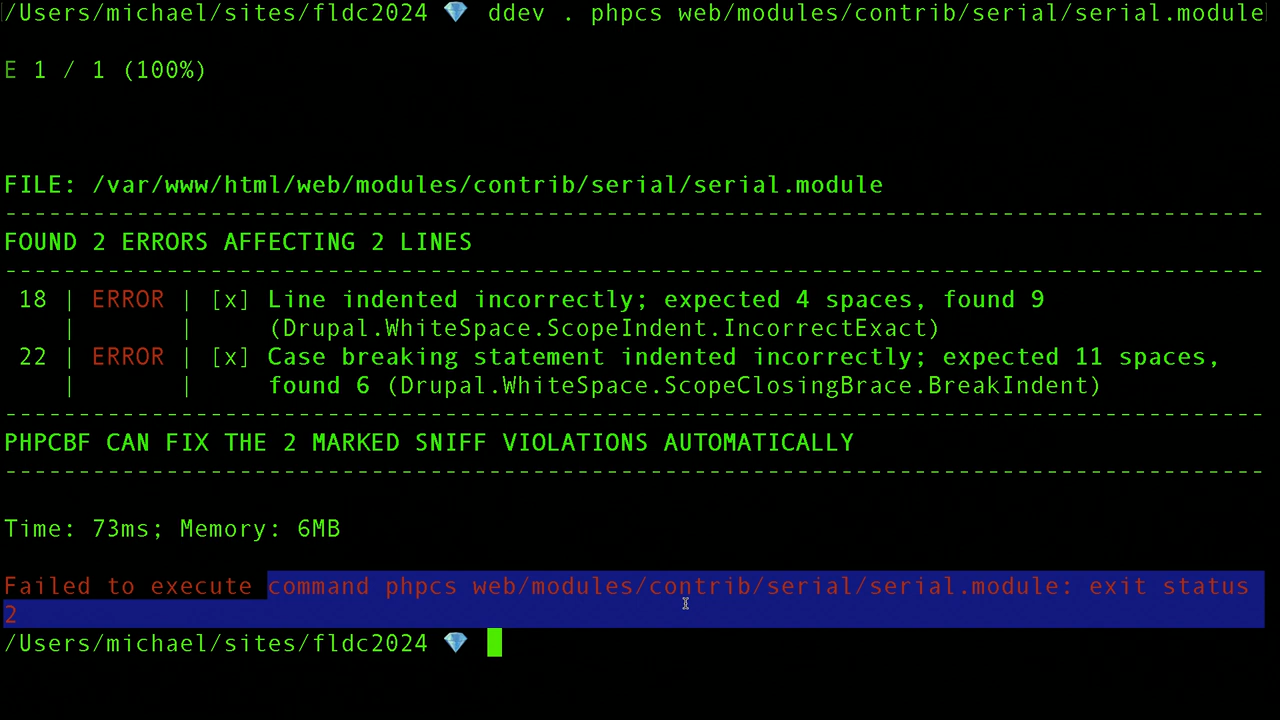 /Users/michael/sites/fldc2024 💎 ddev . phpcs web/modules/contrib/serial/serial.module
E 1 / 1 (100%)
FILE: /var/www/html/web/modules/contrib/serial/serial.module
--------------------------------------------------------------------------------------
FOUND 2 ERRORS AFFECTING 2 LINES
--------------------------------------------------------------------------------------
 18 | ERROR | [x] Line indented incorrectly; expected 4 spaces, found 9
    |       |     (Drupal.WhiteSpace.ScopeIndent.IncorrectExact)
 22 | ERROR | [x] Case breaking statement indented incorrectly; expected 11 spaces,
    |       |     found 6 (Drupal.WhiteSpace.ScopeClosingBrace.BreakIndent)
--------------------------------------------------------------------------------------
PHPCBF CAN FIX THE 2 MARKED SNIFF VIOLATIONS AUTOMATICALLY
--------------------------------------------------------------------------------------
Time: 73ms; Memory: 6MB
Failed to execute command phpcs web/modules/contrib/serial/serial.module: exit status
2
/Users/michael/sites/fldc2024 💎